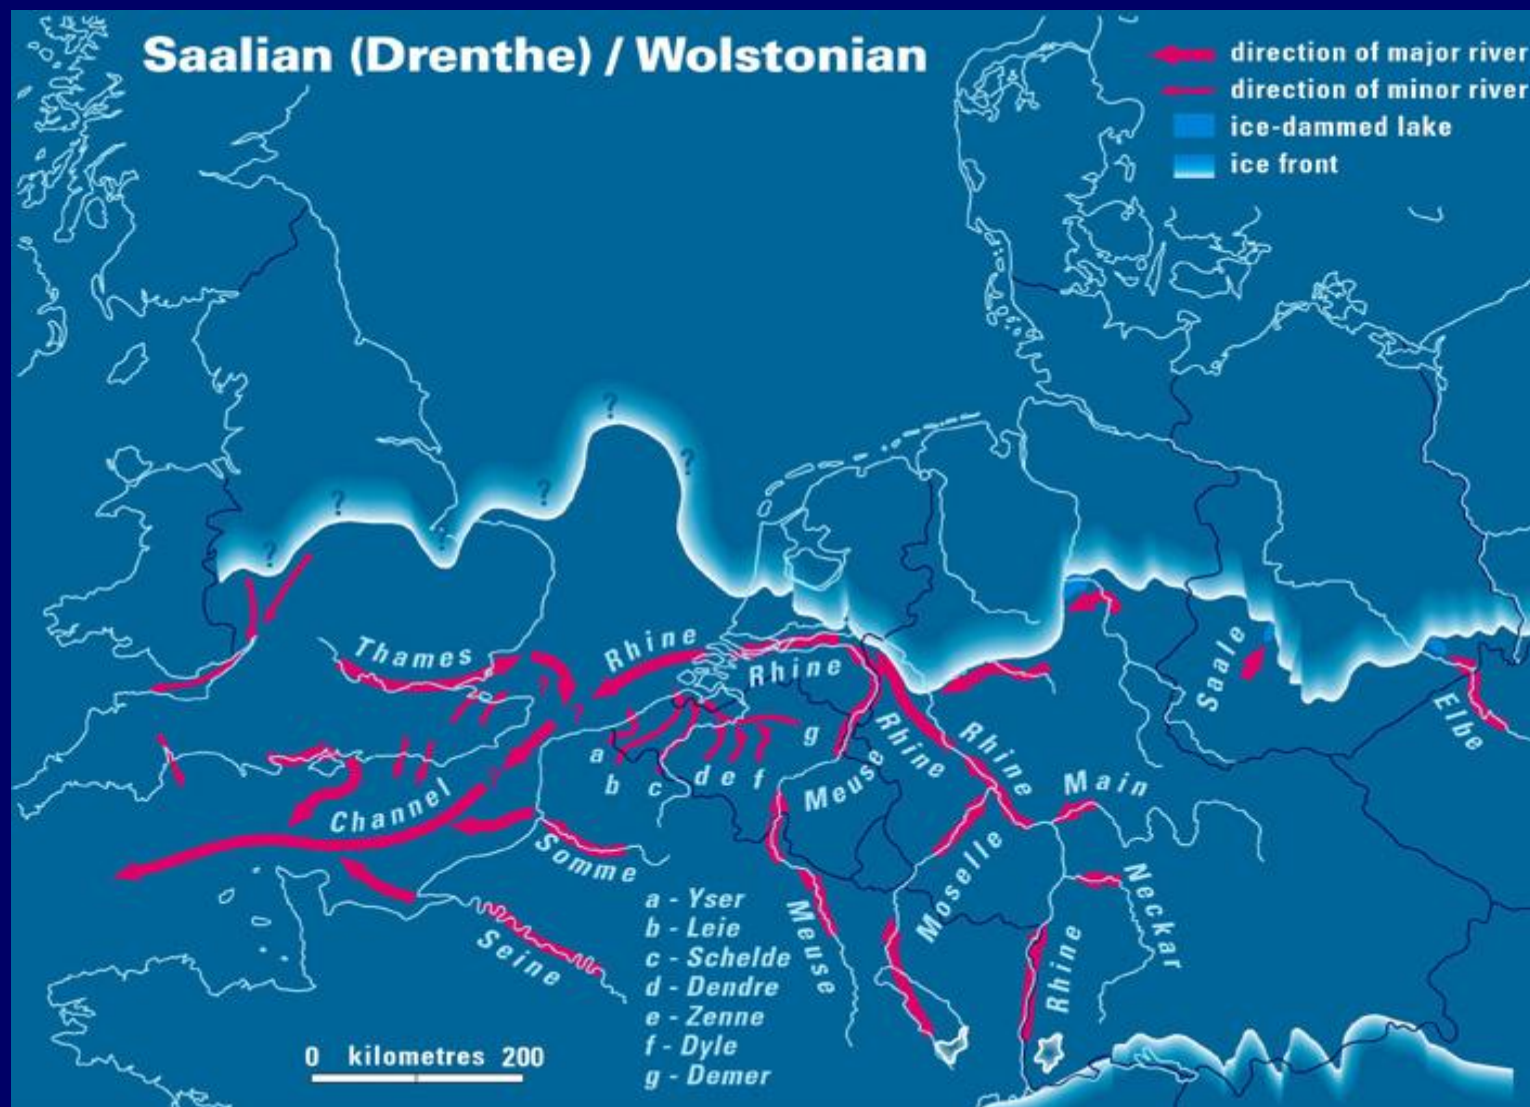 Saalian (Drenthe) / Wolstonian
direction of major river
direction of minor river
ice-dammed lake
ice front
?
?
?
?
?
?
Thames
Rhine
Rhine
?
?
Saale
Elbe
a
b
c
d e f
g
Meuse
Rhine
Rhine
Main
Channel
?
Somme
Moselle
Neckar
Seine
Meuse
Rhine
a - Yser
b - Leie
c - Schelde
d - Dendre
e - Zenne
f - Dyle
g - Demer
0 kilometres 200